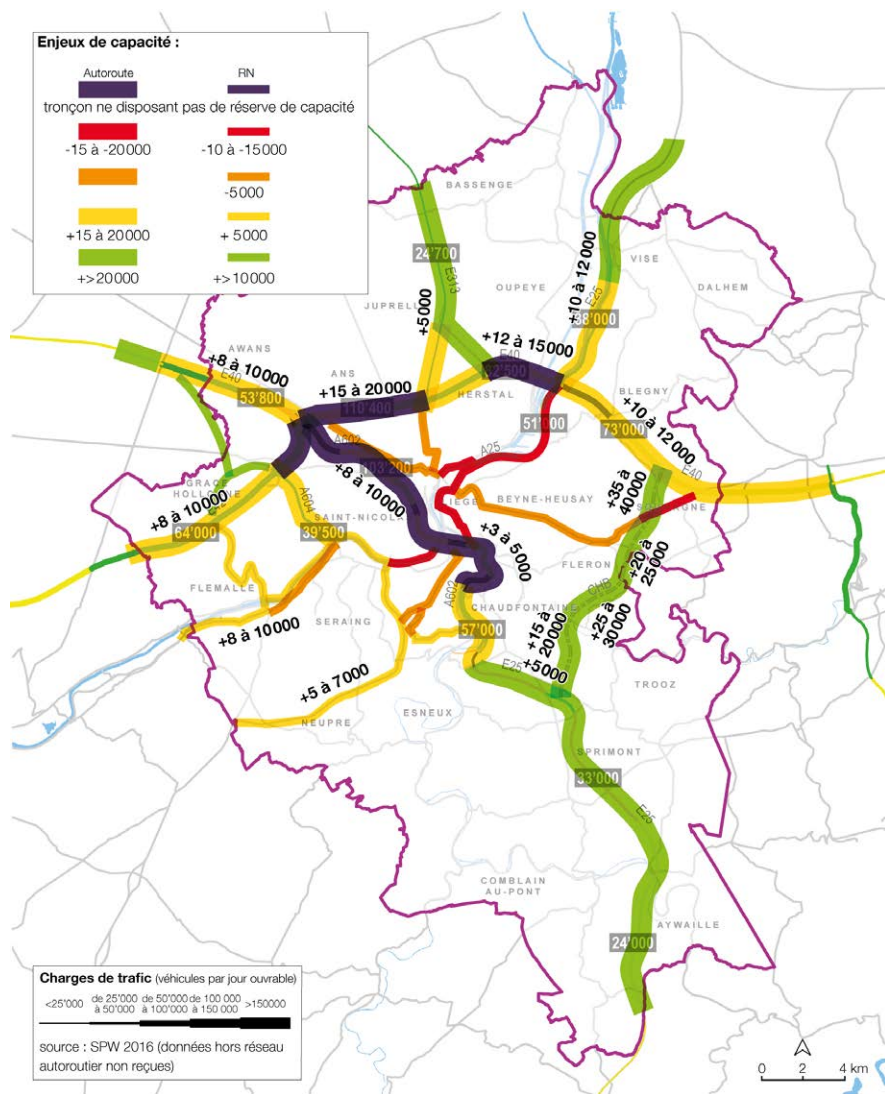 Enjeux de capacité :
Autoroute
RN
tronçon ne disposant pas de réserve de capacité
-15 à -20000
-10 à -15000
-5000
+15 à 20000
+ 5000
+>20000
+>10000
BASSENGE
24'700
E313
OUPEYE
+10 à 12000
E25
VISE
DALHEM
38'000
JUPRELL
+5000
+12 à 15000
E40
AWANS
+8 à 10000
E40
53'800
ANS
+15 à 20000
110'400
HERSTAL
BLEGNY
+10 à 12 000
73'000
E40
51'000
A25
A602
103'200
+8 à 10000
BEYNE-HEUSAY
+35 à
40000
GRACE
HOLLOGNE
+8 à 10000
64'000
A604
SAINT-NICOLA
39'500
+3 à 5000
FLERON
+20 à
25000
CHB
FLEMALLE
+8 à 10000
SERAING
A602
CHAUDFONTAINE
57'000
+15 à
20000
+25 à
30000
+5000
E25
TROOZ
+5 à 7000
NEUPRE
ESNEUX
SPRIMONT
33'000
E25
COMBLAIN
AU-PONT
AYWAILLE
24'000
Charges de trafic (véhicules par jour ouvrable)
<25'000
de 25'000
à 50'000
de 50'000
à 100'000
de 100 000
à 150 000
>150000
source : SPW 2016 (données hors réseau
autoroutier non reçues)
0 2 4 km